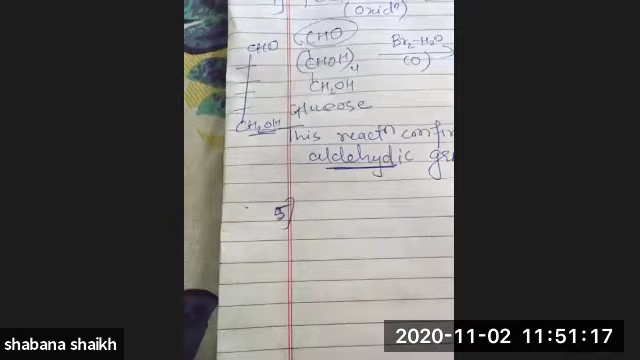 (oxidⁿ)
CHO
CHO
Br₂-H₂O
(CHOH)₄
(O)
CH₂OH
Glucose
CH₂OH
This reactⁿ confir
aldehydic
5]
shabana shaikh
2020-11-02 11:51:17